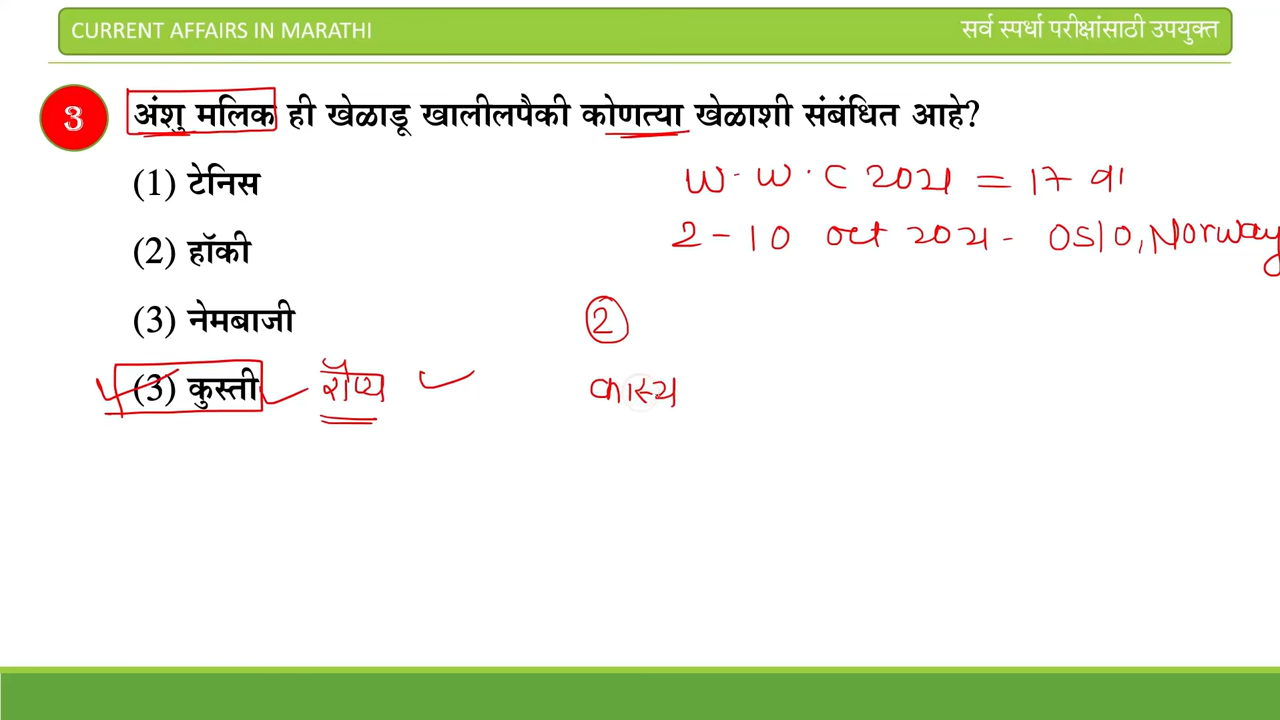 CURRENT AFFAIRS IN MARATHI
सर्व स्पर्धा परीक्षांसाठी उपयुक्त
3 अंशु मलिक ही खेळाडू खालीलपैकी कोणत्या खेळाशी संबंधित आहे?
(1) टेनिस
W.W.C 2021 = 17 वी
(2) हॉकी
2-10 oct 2021 - Oslo, Norway
(3) नेमबाजी
2
(3) कुस्ती रौप्य
कास्य